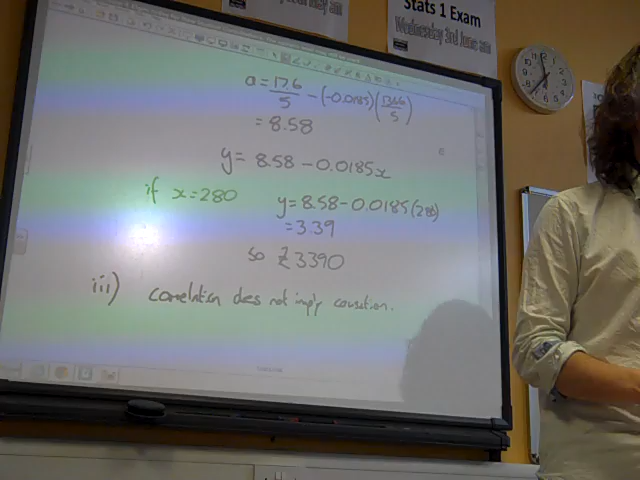 Stats 1 Exam
Wednesday 3rd June am
a = 17.6/5 - (-0.0185)(1366/5)
= 8.58
y = 8.58 - 0.0185x
if x = 280 y = 8.58 - 0.0185(280)
= 3.39
so £3390
iii) correlation does not imply causation.